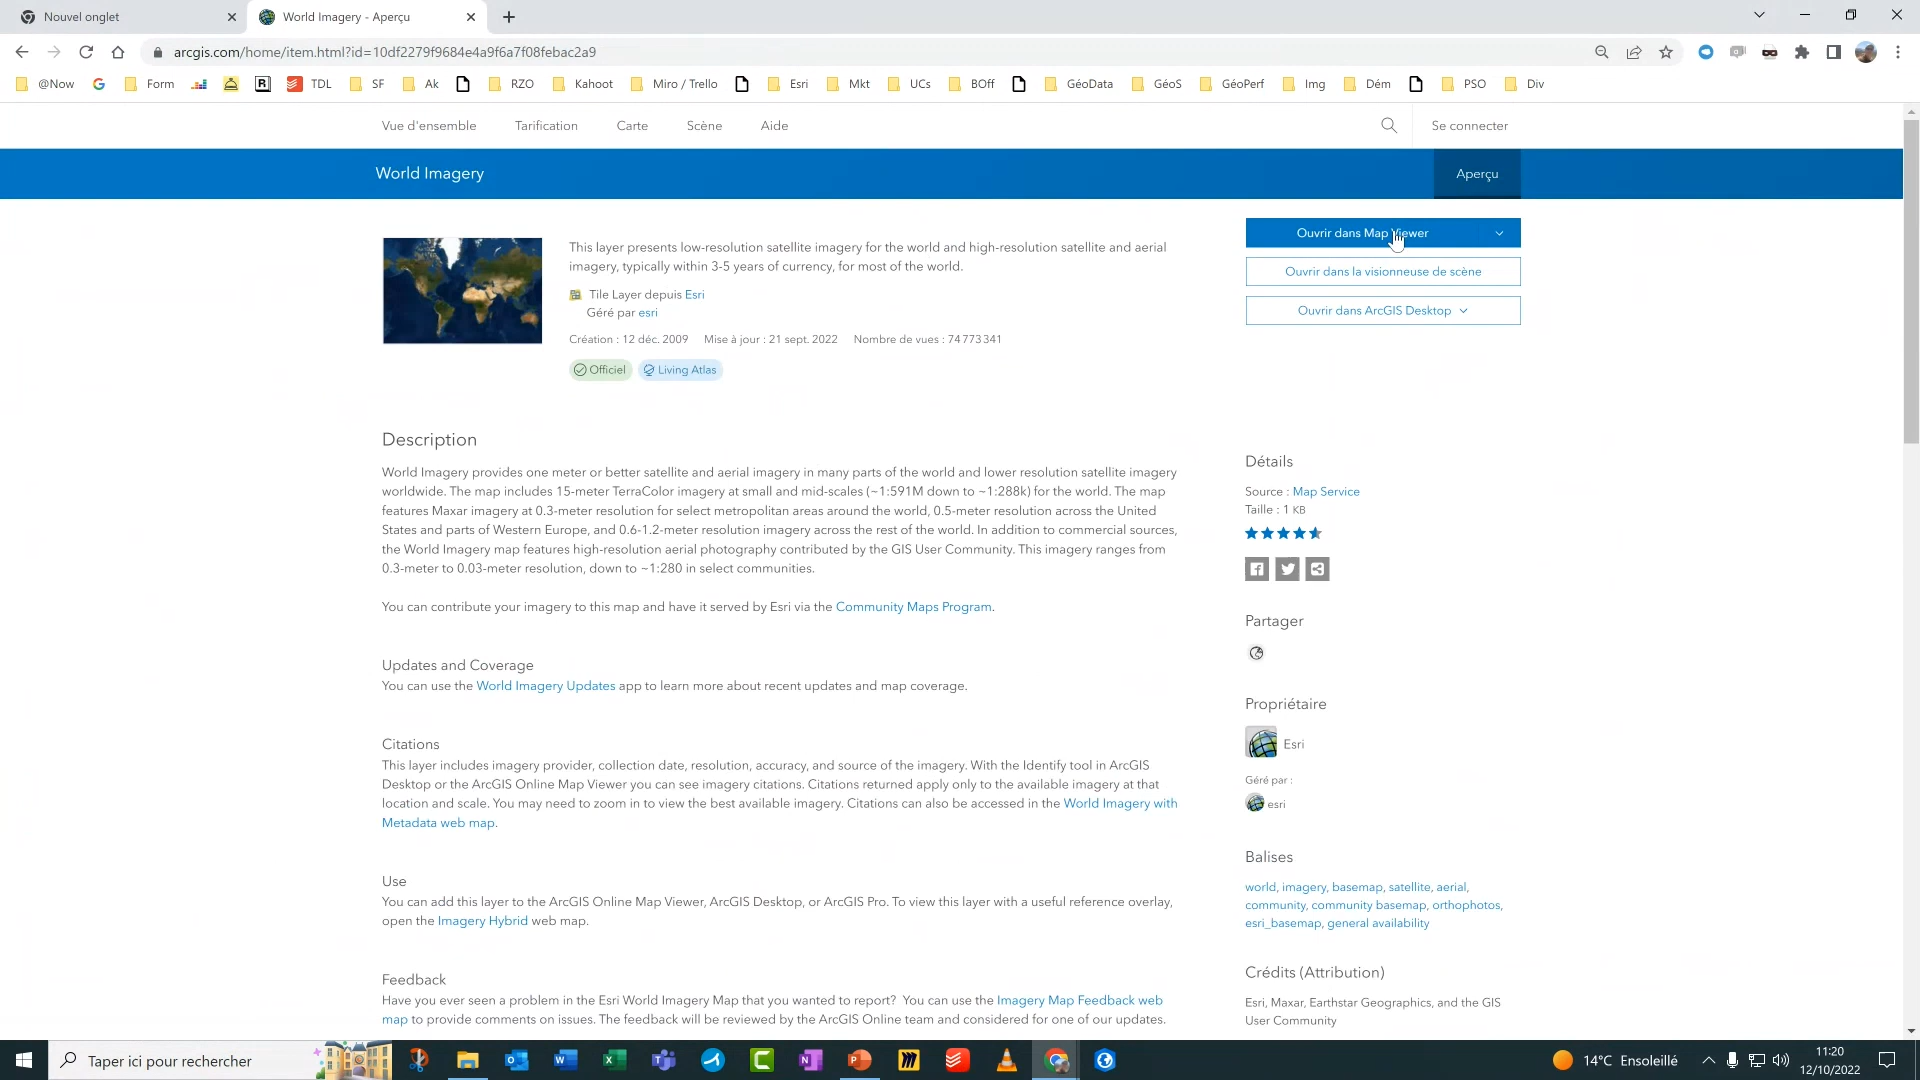 Nouvel onglet
World Imagery - Aperçu
arcgis.com/home/item.html?id=10df2279f9684e4a9f6a7f08febac2a9
@Now Form TDL SF Ak RZO Kahoot Miro / Trello Esri Mkt UCs BOff GéoData GéoS GéoPerf Img Dém PSO Div
Vue d'ensemble Tarification Carte Scène Aide Se connecter
World Imagery Aperçu
This layer presents low-resolution satellite imagery for the world and high-resolution satellite and aerial
imagery, typically within 3-5 years of currency, for most of the world.
Tile Layer depuis Esri
Géré par esri
Création : 12 déc. 2009 Mise à jour : 21 sept. 2022 Nombre de vues : 74 773 341
Officiel Living Atlas
Ouvrir dans Map Viewer
Ouvrir dans la visionneuse de scène
Ouvrir dans ArcGIS Desktop
Description
World Imagery provides one meter or better satellite and aerial imagery in many parts of the world and lower resolution satellite imagery
worldwide. The map includes 15-meter TerraColor imagery at small and mid-scales (~1:591M down to ~1:288k) for the world. The map
features Maxar imagery at 0.3-meter resolution for select metropolitan areas around the world, 0.5-meter resolution across the United
States and parts of Western Europe, and 0.6-1.2-meter resolution imagery across the rest of the world. In addition to commercial sources,
the World Imagery map features high-resolution aerial photography contributed by the GIS User Community. This imagery ranges from
0.3-meter to 0.03-meter resolution, down to ~1:280 in select communities.
You can contribute your imagery to this map and have it served by Esri via the Community Maps Program.
Updates and Coverage
You can use the World Imagery Updates app to learn more about recent updates and map coverage.
Citations
This layer includes imagery provider, collection date, resolution, accuracy, and source of the imagery. With the Identify tool in ArcGIS
Desktop or the ArcGIS Online Map Viewer you can see imagery citations. Citations returned apply only to the available imagery at that
location and scale. You may need to zoom in to view the best available imagery. Citations can also be accessed in the World Imagery with
Metadata web map.
Use
You can add this layer to the ArcGIS Online Map Viewer, ArcGIS Desktop, or ArcGIS Pro. To view this layer with a useful reference overlay,
open the Imagery Hybrid web map.
Feedback
Have you ever seen a problem in the Esri World Imagery Map that you wanted to report? You can use the Imagery Map Feedback web
map to provide comments on issues. The feedback will be reviewed by the ArcGIS Online team and considered for one of our updates.
Détails
Source : Map Service
Taille : 1 KB
Partager
Propriétaire
Esri
Géré par :
esri
Balises
world, imagery, basemap, satellite, aerial,
community, community basemap, orthophotos,
esri_basemap, general availability
Crédits (Attribution)
Esri, Maxar, Earthstar Geographics, and the GIS
User Community
Taper ici pour rechercher
14°C Ensoleillé
11:20
12/10/2022